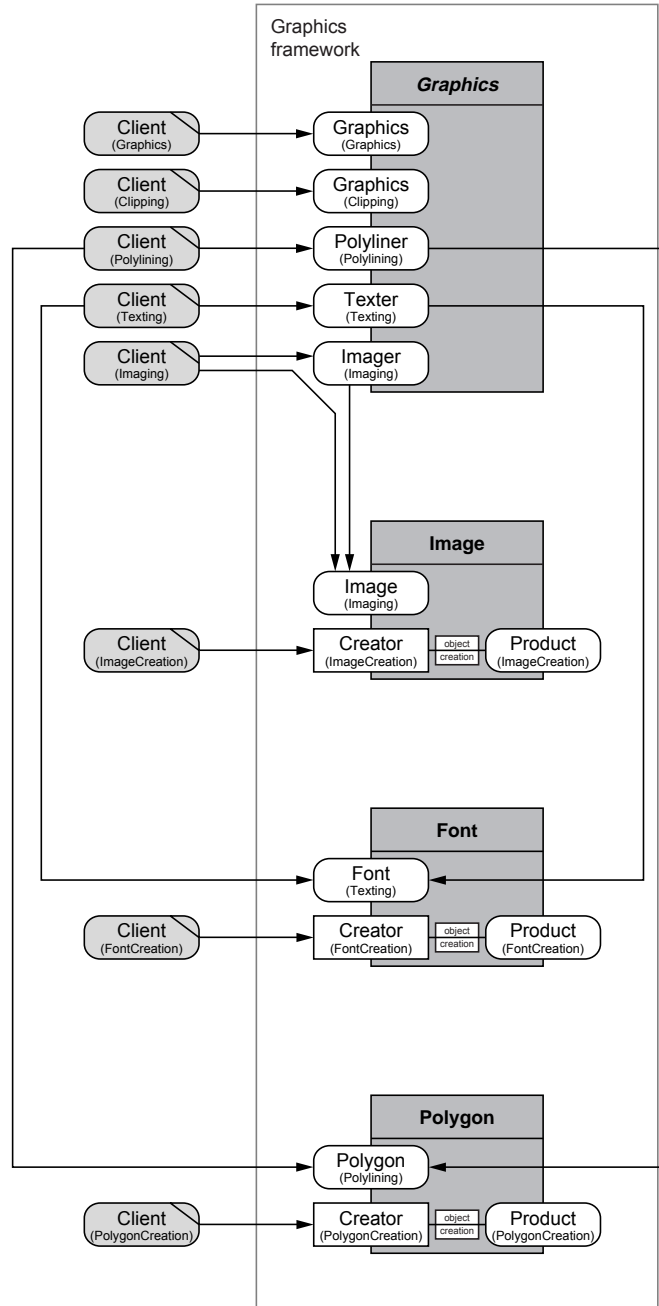 Graphics
framework
Graphics
Client
(Graphics)
Graphics
(Graphics)
Client
(Clipping)
Graphics
(Clipping)
Client
(Polylining)
Polyliner
(Polylining)
Client
(Texting)
Texter
(Texting)
Client
(Imaging)
Imager
(Imaging)
Image
Image
(Imaging)
Client
(ImageCreation)
Creator
(ImageCreation)
object
creation
Product
(ImageCreation)
Font
Font
(Texting)
Client
(FontCreation)
Creator
(FontCreation)
object
creation
Product
(FontCreation)
Polygon
Polygon
(Polylining)
Client
(PolygonCreation)
Creator
(PolygonCreation)
object
creation
Product
(PolygonCreation)